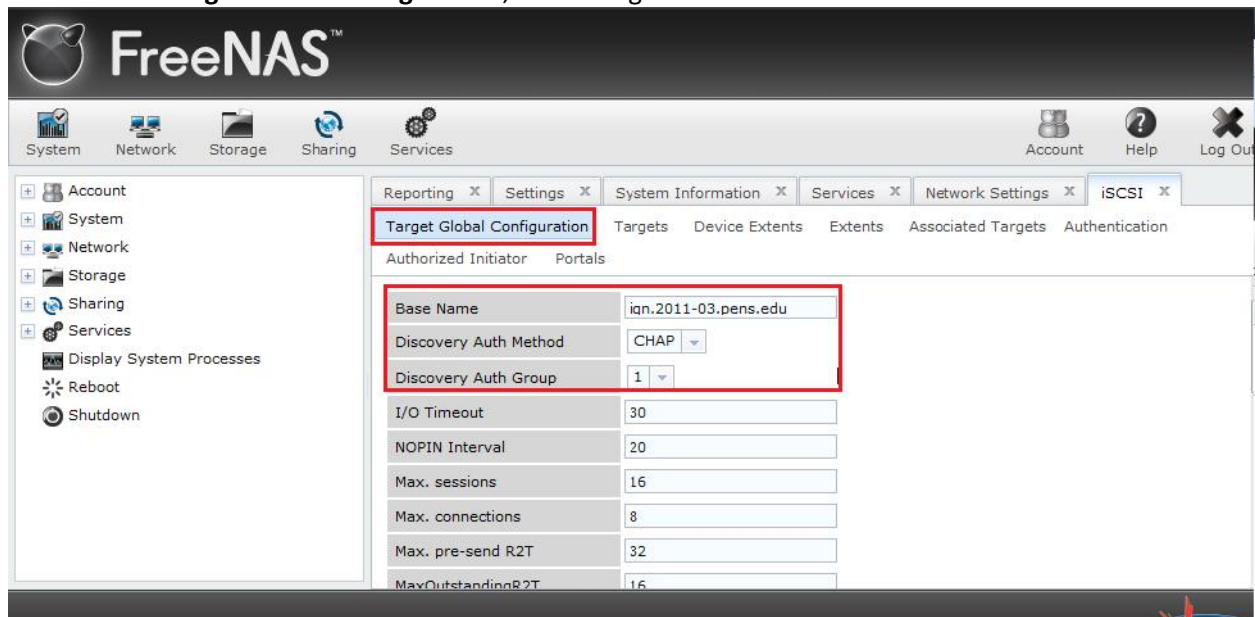 FreeNAS™
System Network Storage Sharing Services Account Help Log Out
Account
System
Network
Storage
Sharing
Services
Display System Processes
Reboot
Shutdown
Reporting X Settings X System Information X Services X Network Settings X iSCSI X
Target Global Configuration Targets Device Extents Extents Associated Targets Authentication
Authorized Initiator Portals
Base Name iqn.2011-03.pens.edu
Discovery Auth Method CHAP
Discovery Auth Group 1
I/O Timeout 30
NOPIN Interval 20
Max. sessions 16
Max. connections 8
Max. pre-send R2T 32
MaxOutstandingR2T 16